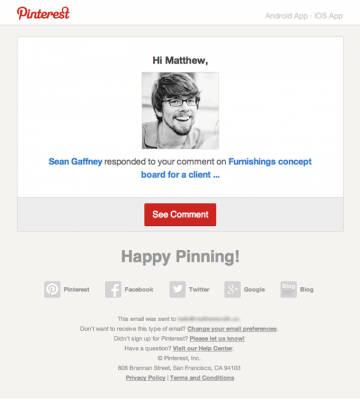 Pinterest
Android App · iOS App
Hi Matthew,
Sean Gaffney responded to your comment on Furnishings concept
board for a client ...
See Comment
Happy Pinning!
Pinterest
Facebook
Twitter
Google
Blog
Blog
This email was sent to
Don't want to receive this type of email? Change your email preferences.
Didn't sign up for Pinterest? Please let us know!
Have a question? Visit our Help Center.
© Pinterest, Inc.
808 Brannan Street, San Francisco, CA 94103
Privacy Policy | Terms and Conditions